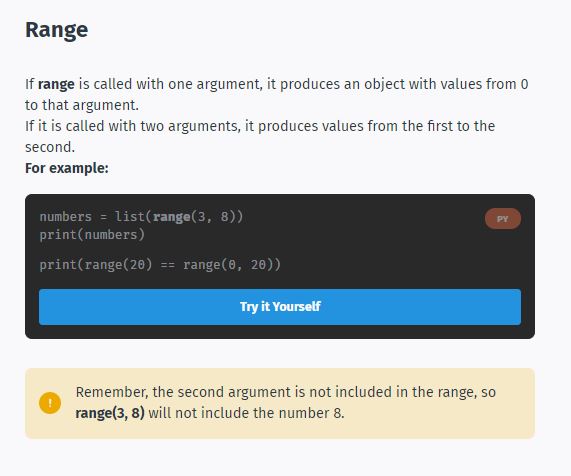 Range
If range is called with one argument, it produces an object with values from 0
to that argument.
If it is called with two arguments, it produces values from the first to the
second.
For example:
numbers = list(range(3, 8))
PY
print(numbers)
print(range(20) == range(0, 20))
Try it Yourself
!
Remember, the second argument is not included in the range, so
range(3, 8) will not include the number 8.